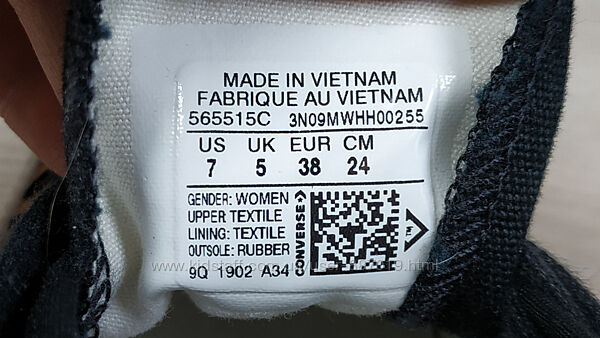 MADE IN VIETNAM
FABRIQUE AU VIETNAM
565515C 3N09MWHH00255
US UK EUR CM
7 5 38 24
GENDER: WOMEN
UPPER TEXTILE
LINING: TEXTILE
OUTSOLE: RUBBER
9Q 1902 A34
CONVERSE
TM